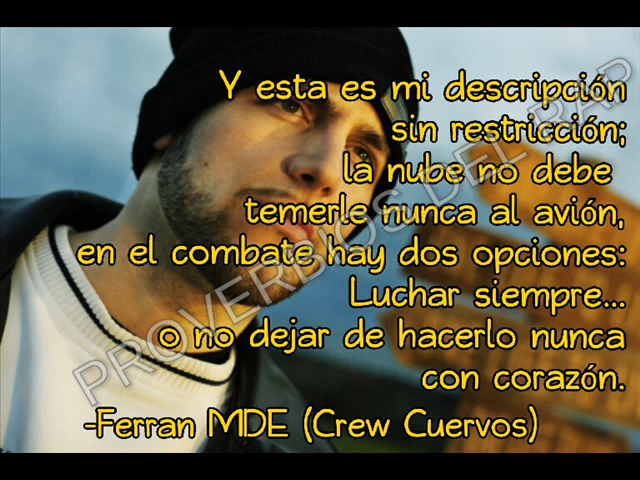 Y esta es mi descripción
sin restricción;
la nube no debe
temerle nunca al avión,
en el combate hay dos opciones:
Luchar siempre...
o no dejar de hacerlo nunca
con corazón.
-Ferran MDE (Crew Cuervos)
PROVERBIOS DEL RAP